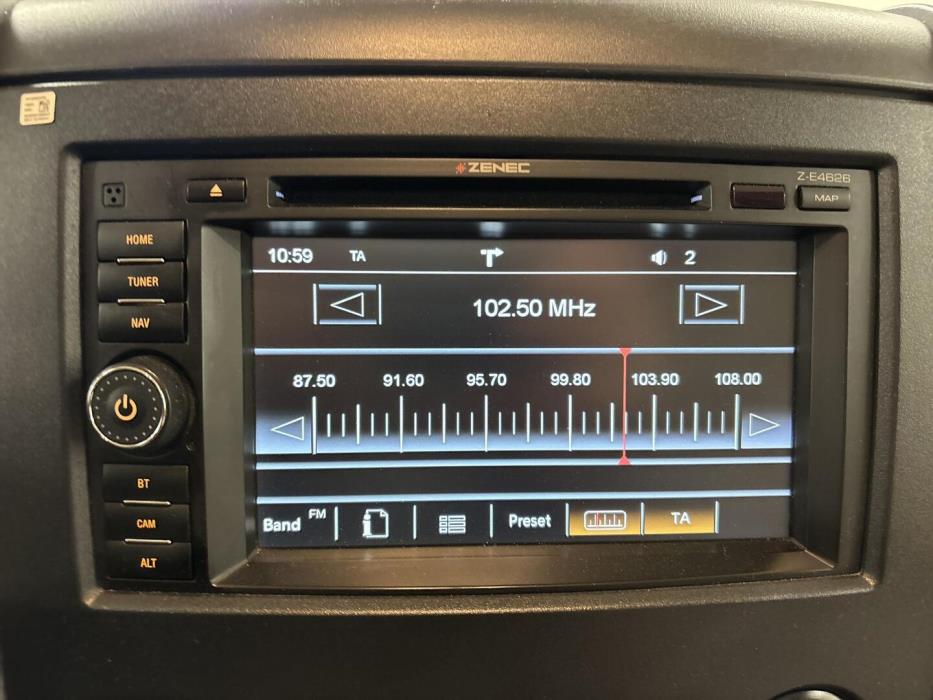 ZENEC
Z-E4626
MAP
HOME
TUNER
NAV
BT
CAM
ALT
10:59 TA 2
102.50 MHz
87.50 91.60 95.70 99.80 103.90 108.00
Band FM Preset TA